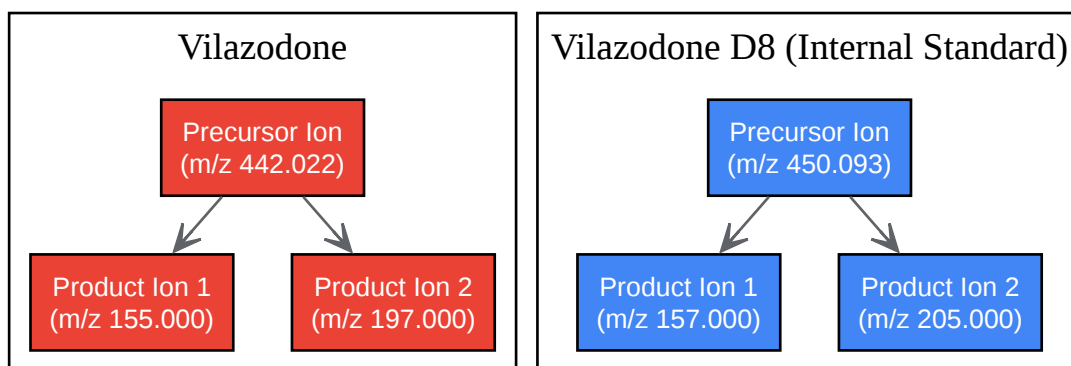 Vilazodone
Precursor Ion
(m/z 442.022)
Product Ion 1
(m/z 155.000)
Product Ion 2
(m/z 197.000)
Vilazodone D8 (Internal Standard)
Precursor Ion
(m/z 450.093)
Product Ion 1
(m/z 157.000)
Product Ion 2
(m/z 205.000)